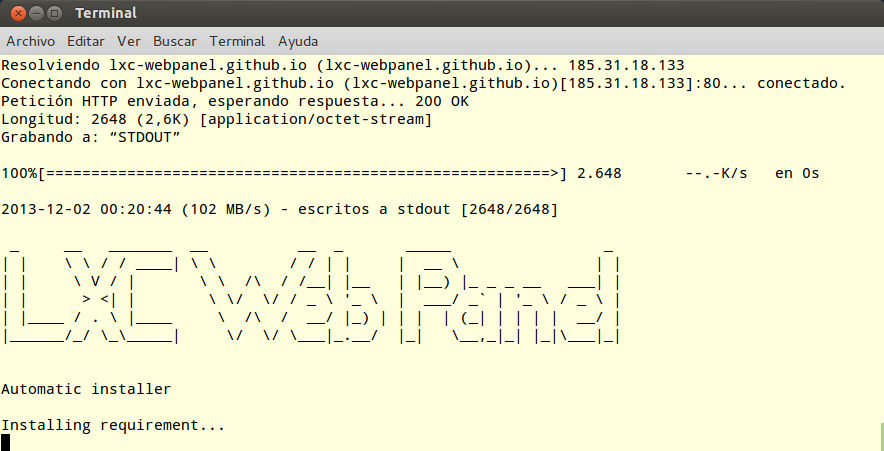 Terminal
Archivo Editar Ver Buscar Terminal Ayuda
Resolviendo lxc-webpanel.github.io (lxc-webpanel.github.io)... 185.31.18.133
Conectando con lxc-webpanel.github.io (lxc-webpanel.github.io)[185.31.18.133]:80... conectado.
Petición HTTP enviada, esperando respuesta... 200 OK
Longitud: 2648 (2,6K) [application/octet-stream]
Grabando a: “STDOUT”
100%[========================================================>] 2.648 --.-K/s en 0s
2013-12-02 00:20:44 (102 MB/s) - escritos a stdout [2648/2648]
LXC Web Panel
Automatic installer
Installing requirement...